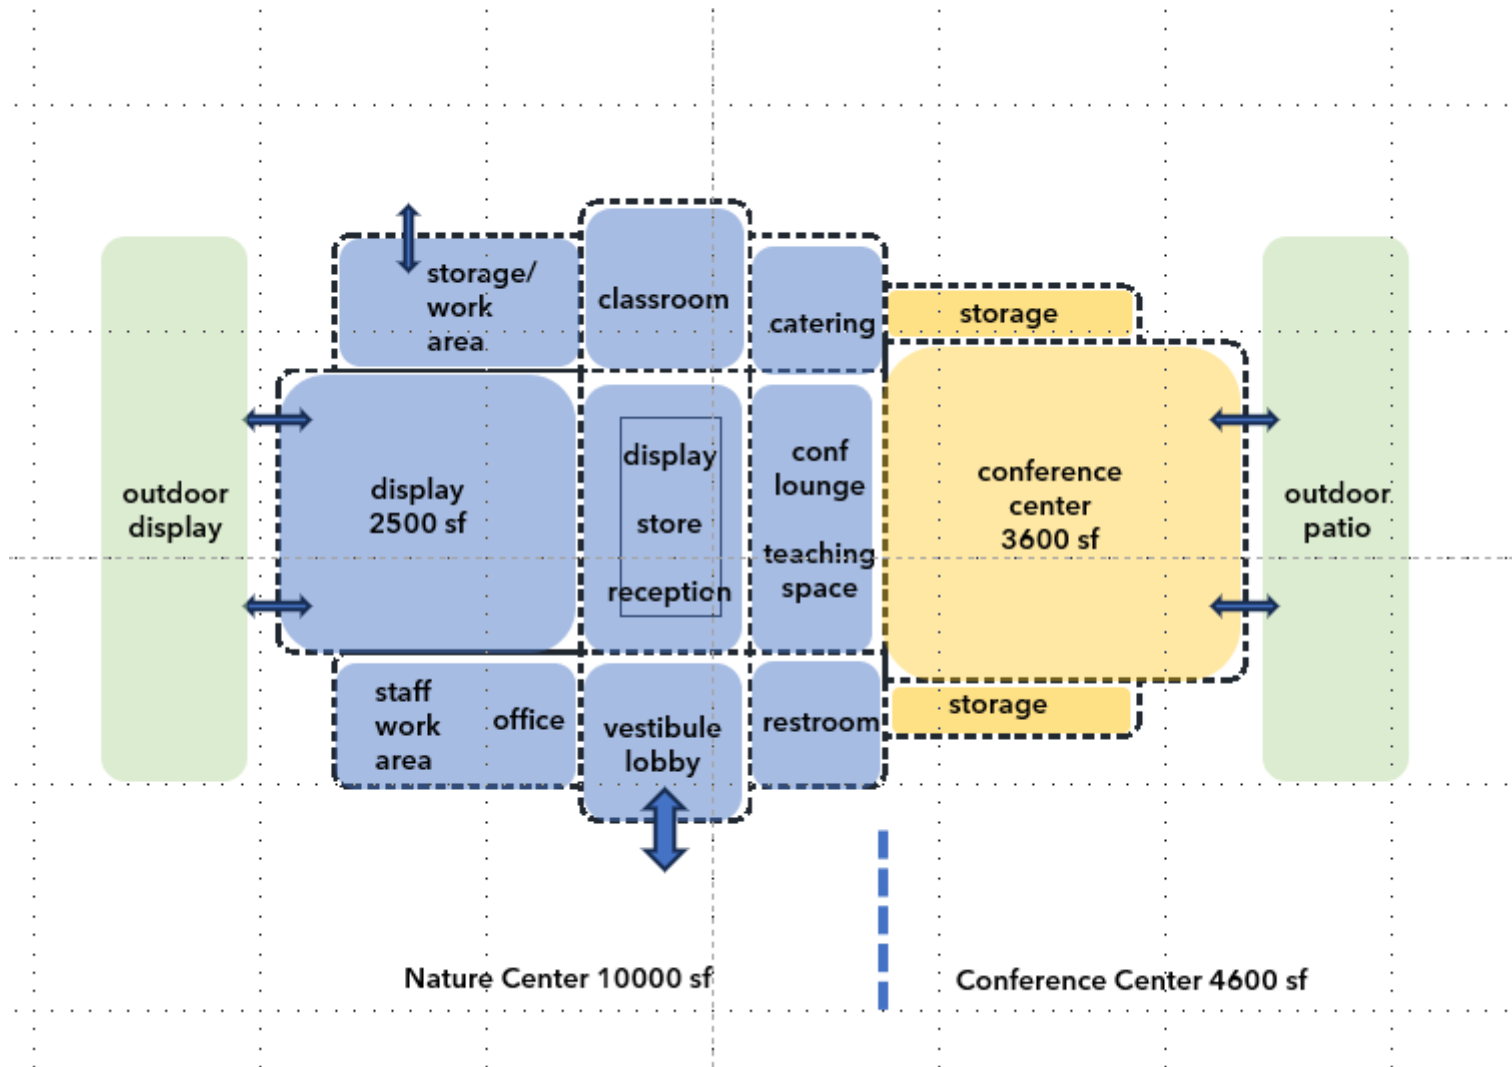 storage/
work
area
classroom
catering
storage
outdoor
display
display
2500 sf
display
store
reception
conf
lounge
teaching
space
conference
center
3600 sf
outdoor
patio
staff
work
area
office
vestibule
lobby
restroom
storage
Nature Center 10000 sf
Conference Center 4600 sf